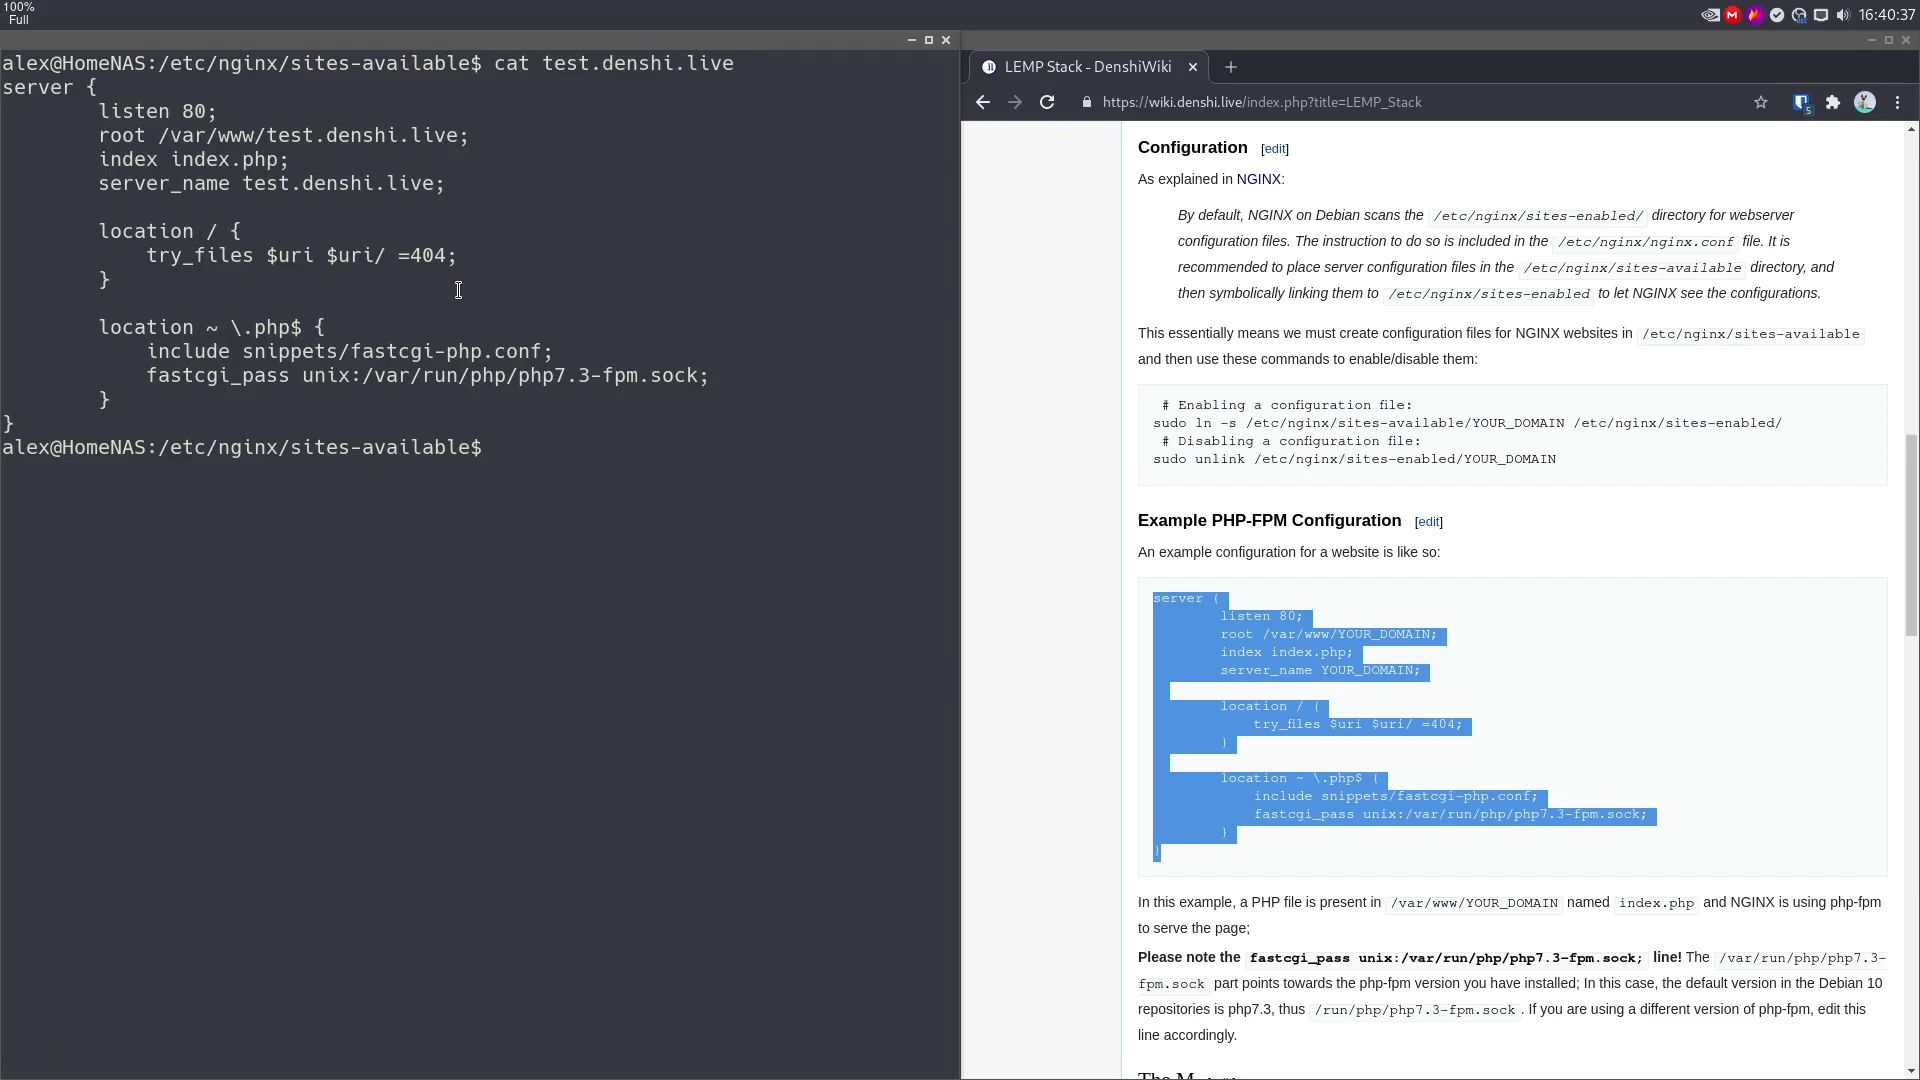 100%
Full
16:40:37
alex@HomeNAS:/etc/nginx/sites-available$ cat test.denshi.live
server {
        listen 80;
        root /var/www/test.denshi.live;
        index index.php;
        server_name test.denshi.live;

        location / {
            try_files $uri $uri/ =404;
        }

        location ~ \.php$ {
            include snippets/fastcgi-php.conf;
            fastcgi_pass unix:/var/run/php/php7.3-fpm.sock;
        }
}
alex@HomeNAS:/etc/nginx/sites-available$
LEMP Stack - DenshiWiki
https://wiki.denshi.live/index.php?title=LEMP_Stack
5
Configuration [edit]
As explained in NGINX:
By default, NGINX on Debian scans the /etc/nginx/sites-enabled/ directory for webserver
configuration files. The instruction to do so is included in the /etc/nginx/nginx.conf file. It is
recommended to place server configuration files in the /etc/nginx/sites-available directory, and
then symbolically linking them to /etc/nginx/sites-enabled to let NGINX see the configurations.
This essentially means we must create configuration files for NGINX websites in /etc/nginx/sites-available
and then use these commands to enable/disable them:
 # Enabling a configuration file:
sudo ln -s /etc/nginx/sites-available/YOUR_DOMAIN /etc/nginx/sites-enabled/
 # Disabling a configuration file:
sudo unlink /etc/nginx/sites-enabled/YOUR_DOMAIN
Example PHP-FPM Configuration [edit]
An example configuration for a website is like so:
server {
        listen 80;
        root /var/www/YOUR_DOMAIN;
        index index.php;
        server_name YOUR_DOMAIN;

        location / {
            try_files $uri $uri/ =404;
        }

        location ~ \.php$ {
            include snippets/fastcgi-php.conf;
            fastcgi_pass unix:/var/run/php/php7.3-fpm.sock;
        }
}
In this example, a PHP file is present in /var/www/YOUR_DOMAIN named index.php and NGINX is using php-fpm
to serve the page;
Please note the fastcgi_pass unix:/var/run/php/php7.3-fpm.sock; line! The /var/run/php/php7.3-
fpm.sock part points towards the php-fpm version you have installed; In this case, the default version in the Debian 10
repositories is php7.3, thus /run/php/php7.3-fpm.sock. If you are using a different version of php-fpm, edit this
line accordingly.
The